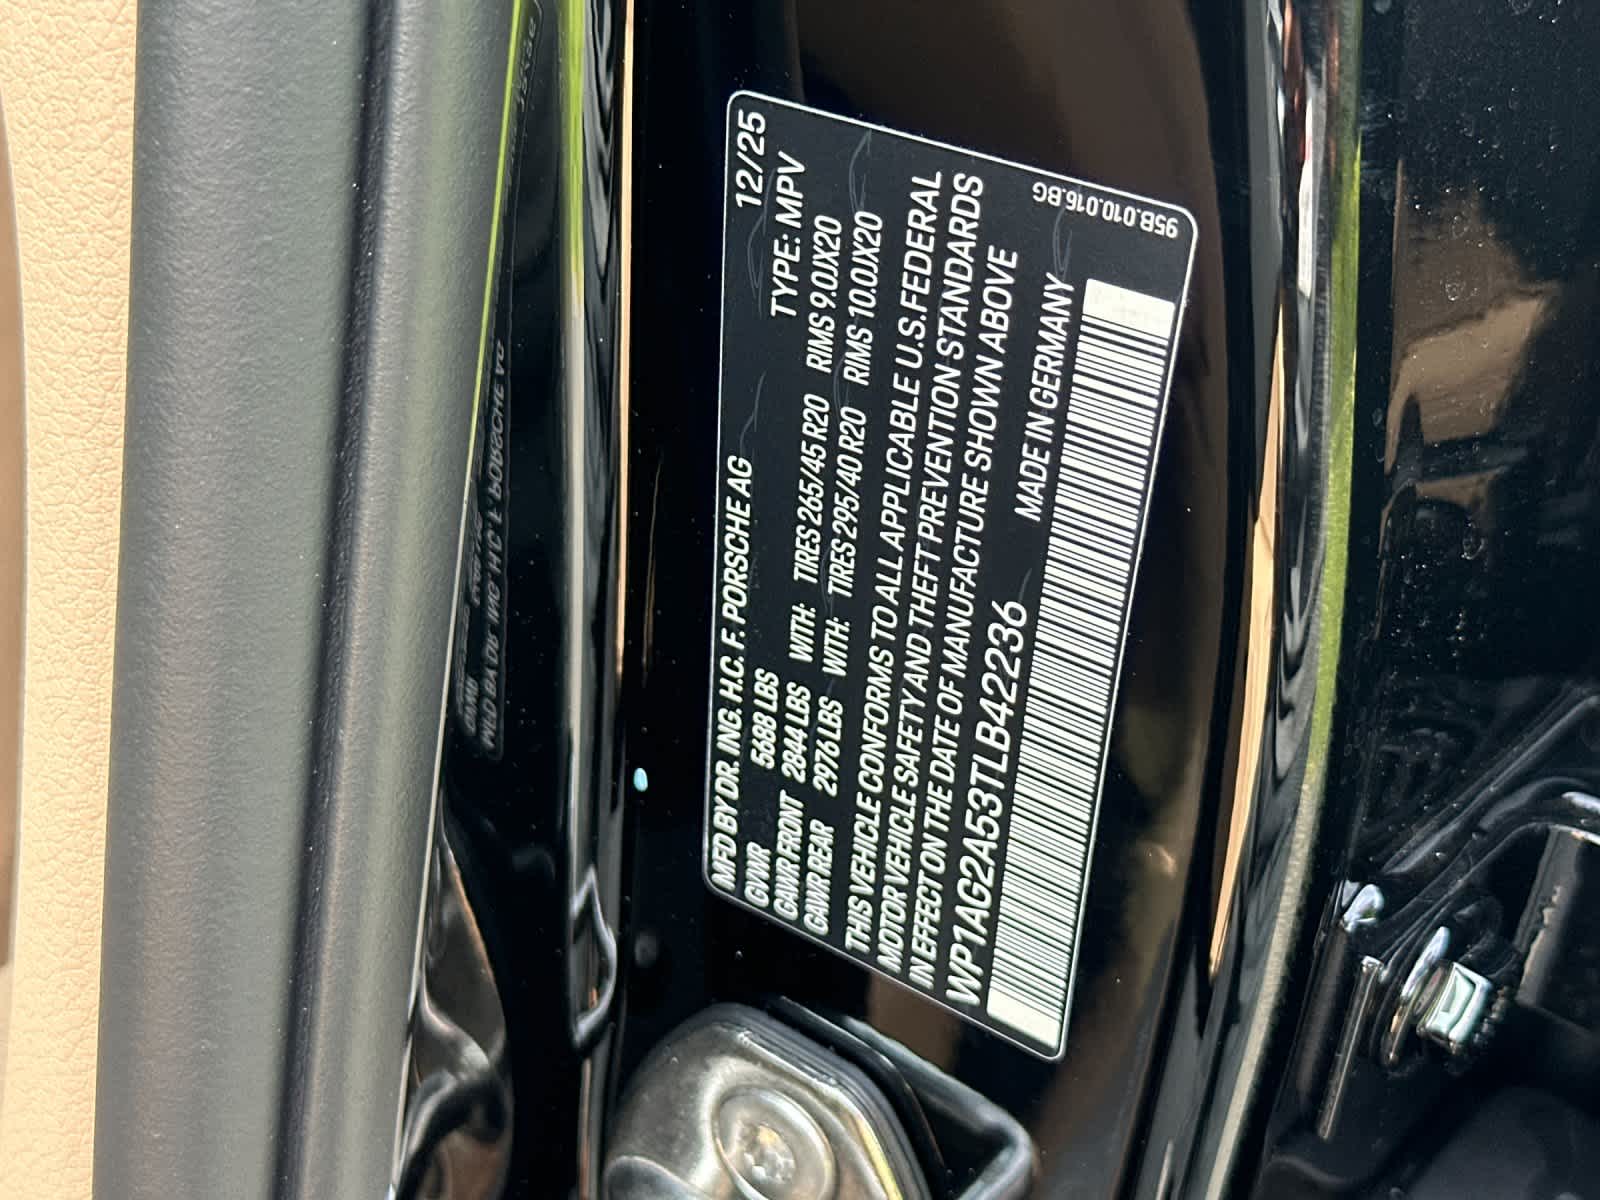 MFD BY DR. ING. H.C. F. PORSCHE AG 12/25
GVWR 5688 LBS TYPE: MPV
GAWR FRONT 2844 LBS WITH: TIRES 265/45 R20 RIMS 9.0JX20
GAWR REAR 2976 LBS WITH: TIRES 295/40 R20 RIMS 10.0JX20
THIS VEHICLE CONFORMS TO ALL APPLICABLE U.S. FEDERAL
MOTOR VEHICLE SAFETY AND THEFT PREVENTION STANDARDS
IN EFFECT ON THE DATE OF MANUFACTURE SHOWN ABOVE
WP1AG2A53TLB42236 MADE IN GERMANY
95B.010.016.BG